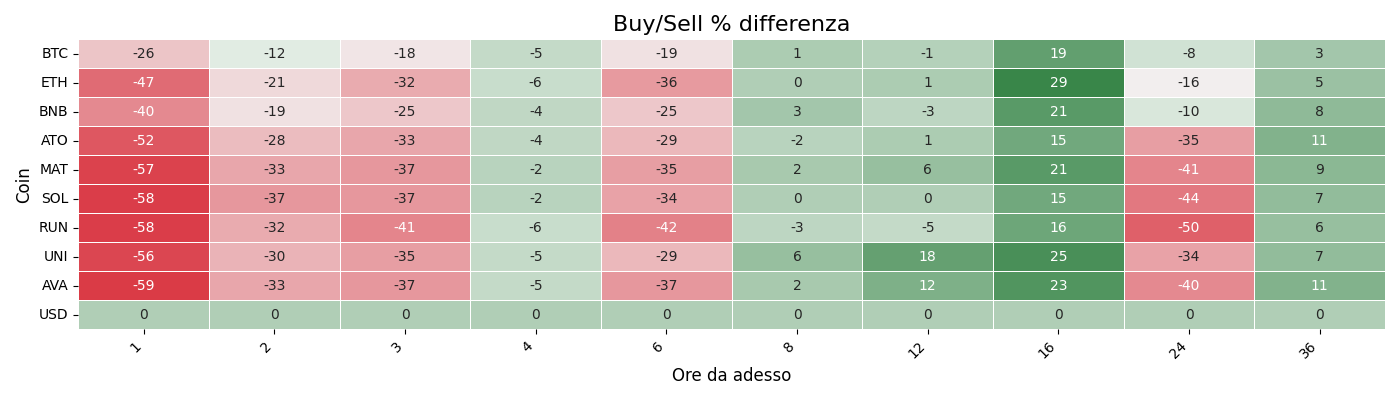 Buy/Sell % differenza
Coin
BTC -26 -12 -18 -5 -19 1 -1 19 -8 3
ETH -47 -21 -32 -6 -36 0 1 29 -16 5
BNB -40 -19 -25 -4 -25 3 -3 21 -10 8
ATO -52 -28 -33 -4 -29 -2 1 15 -35 11
MAT -57 -33 -37 -2 -35 2 6 21 -41 9
SOL -58 -37 -37 -2 -34 0 0 15 -44 7
RUN -58 -32 -41 -6 -42 -3 -5 16 -50 6
UNI -56 -30 -35 -5 -29 6 18 25 -34 7
AVA -59 -33 -37 -5 -37 2 12 23 -40 11
USD 0 0 0 0 0 0 0 0 0 0
1 2 3 4 6 8 12 16 24 36
Ore da adesso